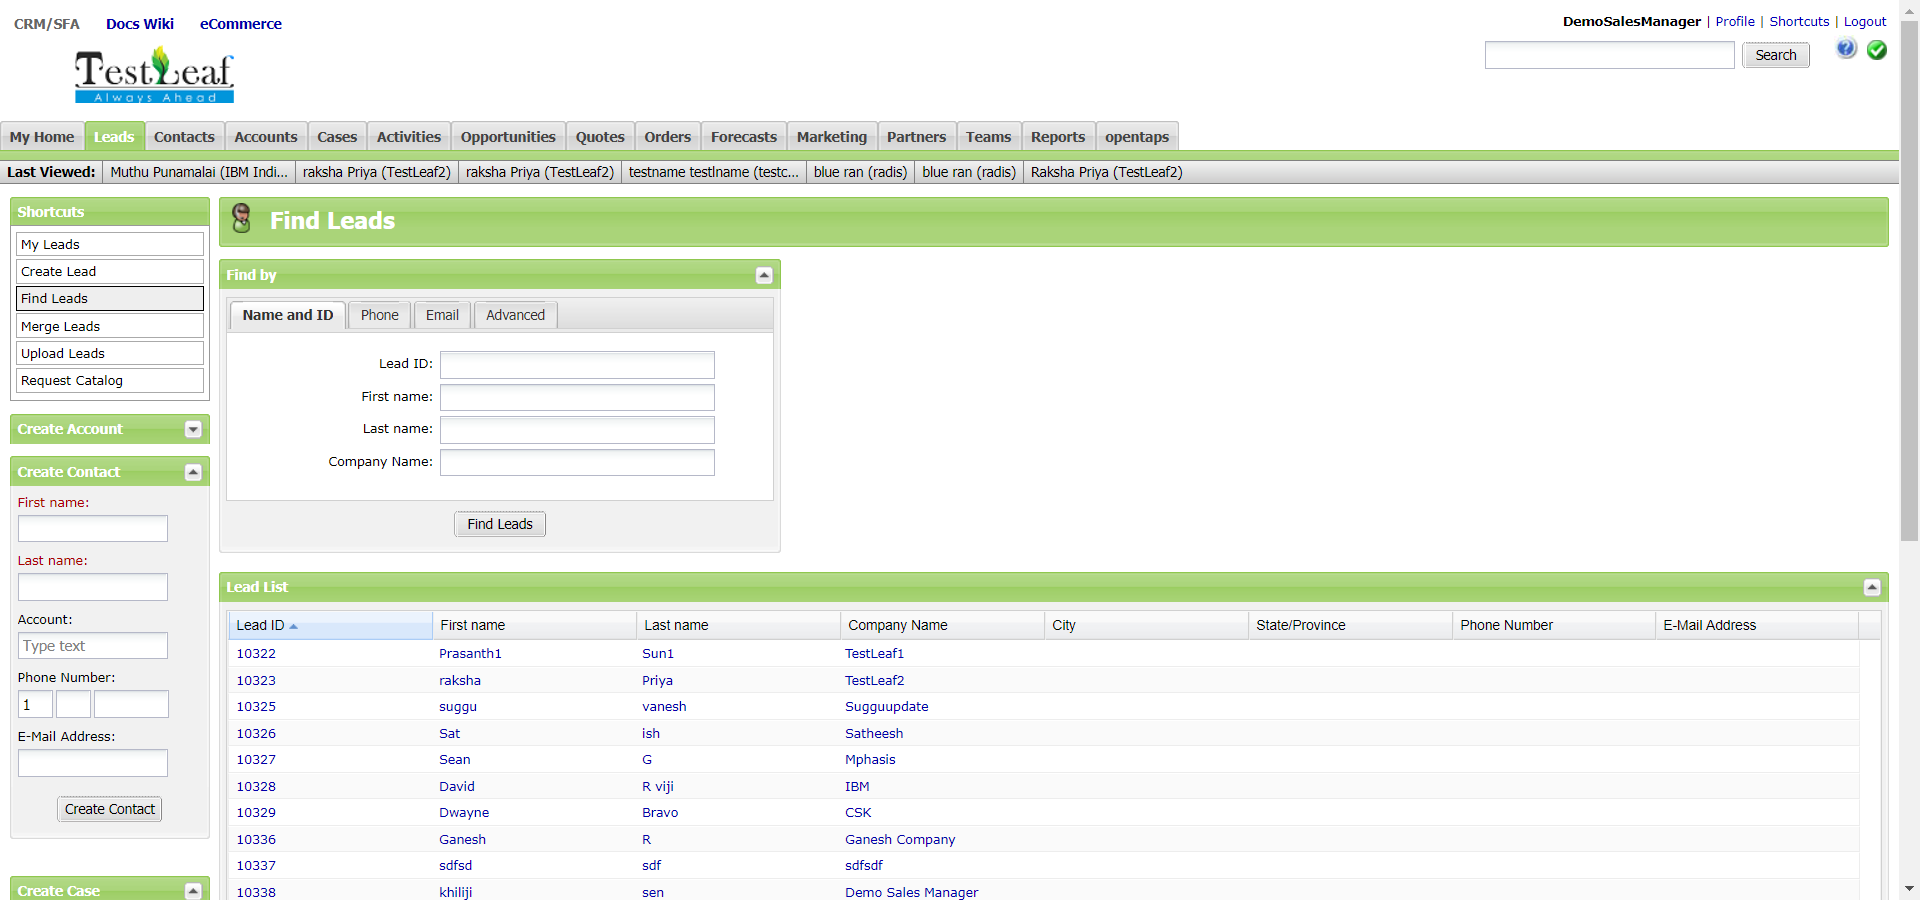 CRM/SFA Docs Wiki eCommerce
DemoSalesManager | Profile | Shortcuts | Logout
TestLeaf
Always Ahead
Search
My Home Leads Contacts Accounts Cases Activities Opportunities Quotes Orders Forecasts Marketing Partners Teams Reports opentaps
Last Viewed: Muthu Punamalai (IBM Indi... raksha Priya (TestLeaf2) raksha Priya (TestLeaf2) testname testlname (testc... blue ran (radis) blue ran (radis) Raksha Priya (TestLeaf2)
Shortcuts
My Leads
Create Lead
Find Leads
Merge Leads
Upload Leads
Request Catalog
Create Account
Create Contact
First name:
Last name:
Account:
Type text
Phone Number:
1
E-Mail Address:
Create Contact
Create Case
Find Leads
Find by
Name and ID Phone Email Advanced
Lead ID:
First name:
Last name:
Company Name:
Find Leads
Lead List
Lead ID First name Last name Company Name City State/Province Phone Number E-Mail Address
10322 Prasanth1 Sun1 TestLeaf1
10323 raksha Priya TestLeaf2
10325 suggu vanesh Sugguupdate
10326 Sat ish Satheesh
10327 Sean G Mphasis
10328 David R viji IBM
10329 Dwayne Bravo CSK
10336 Ganesh R Ganesh Company
10337 sdfsd sdf sdfsdf
10338 khiliji sen Demo Sales Manager